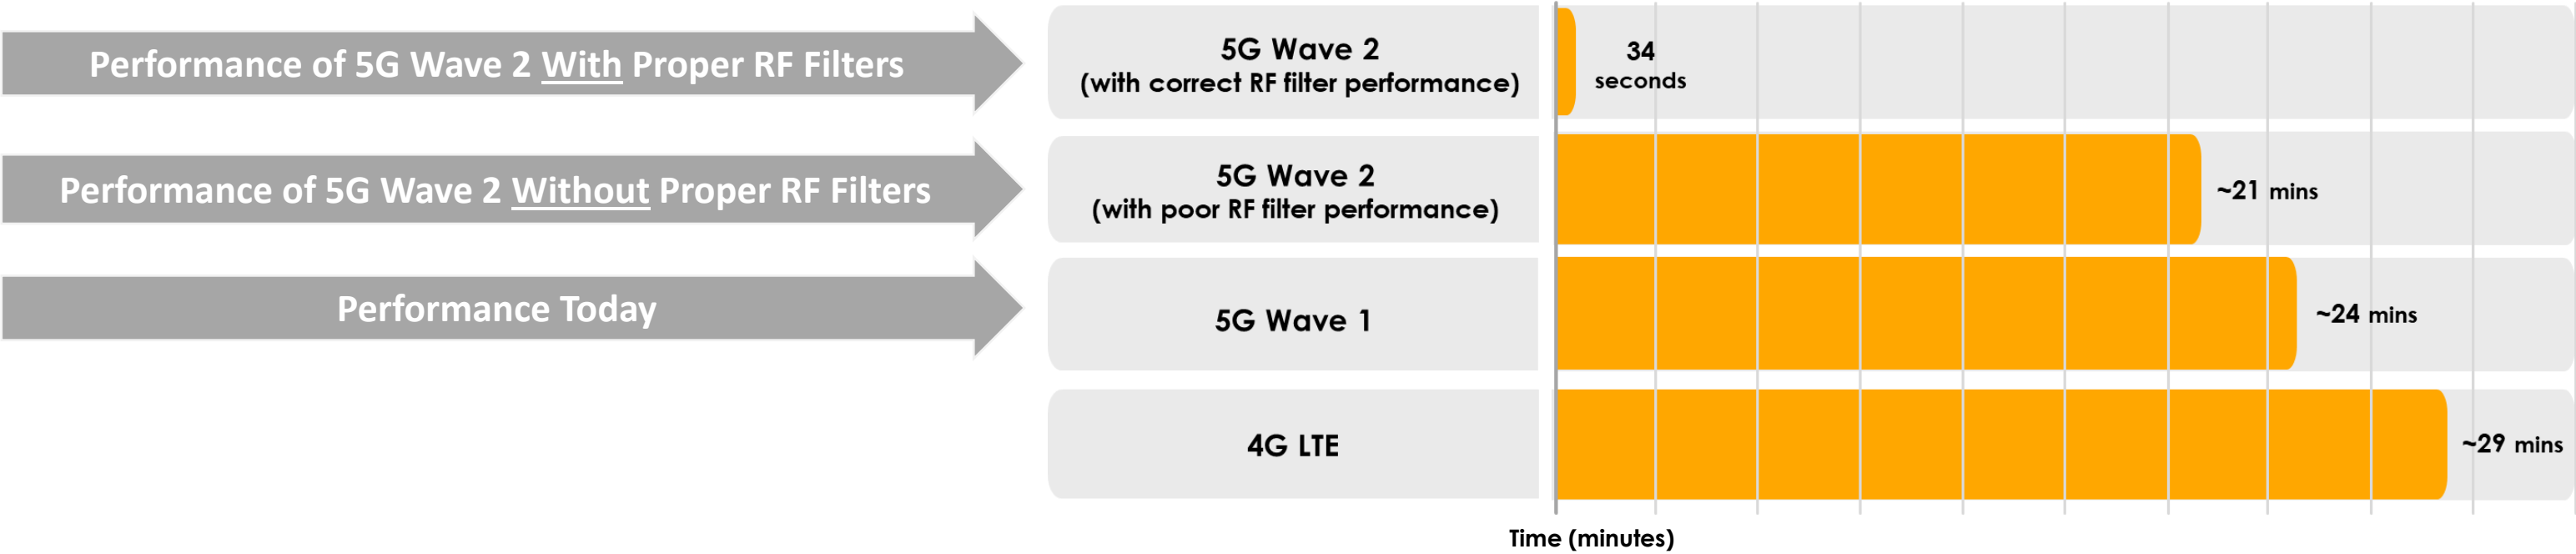 Performance of 5G Wave 2 With Proper RF Filters
5G Wave 2
(with correct RF filter performance)
34
seconds
Performance of 5G Wave 2 Without Proper RF Filters
5G Wave 2
(with poor RF filter performance)
~21 mins
Performance Today
5G Wave 1
~24 mins
4G LTE
~29 mins
Time (minutes)